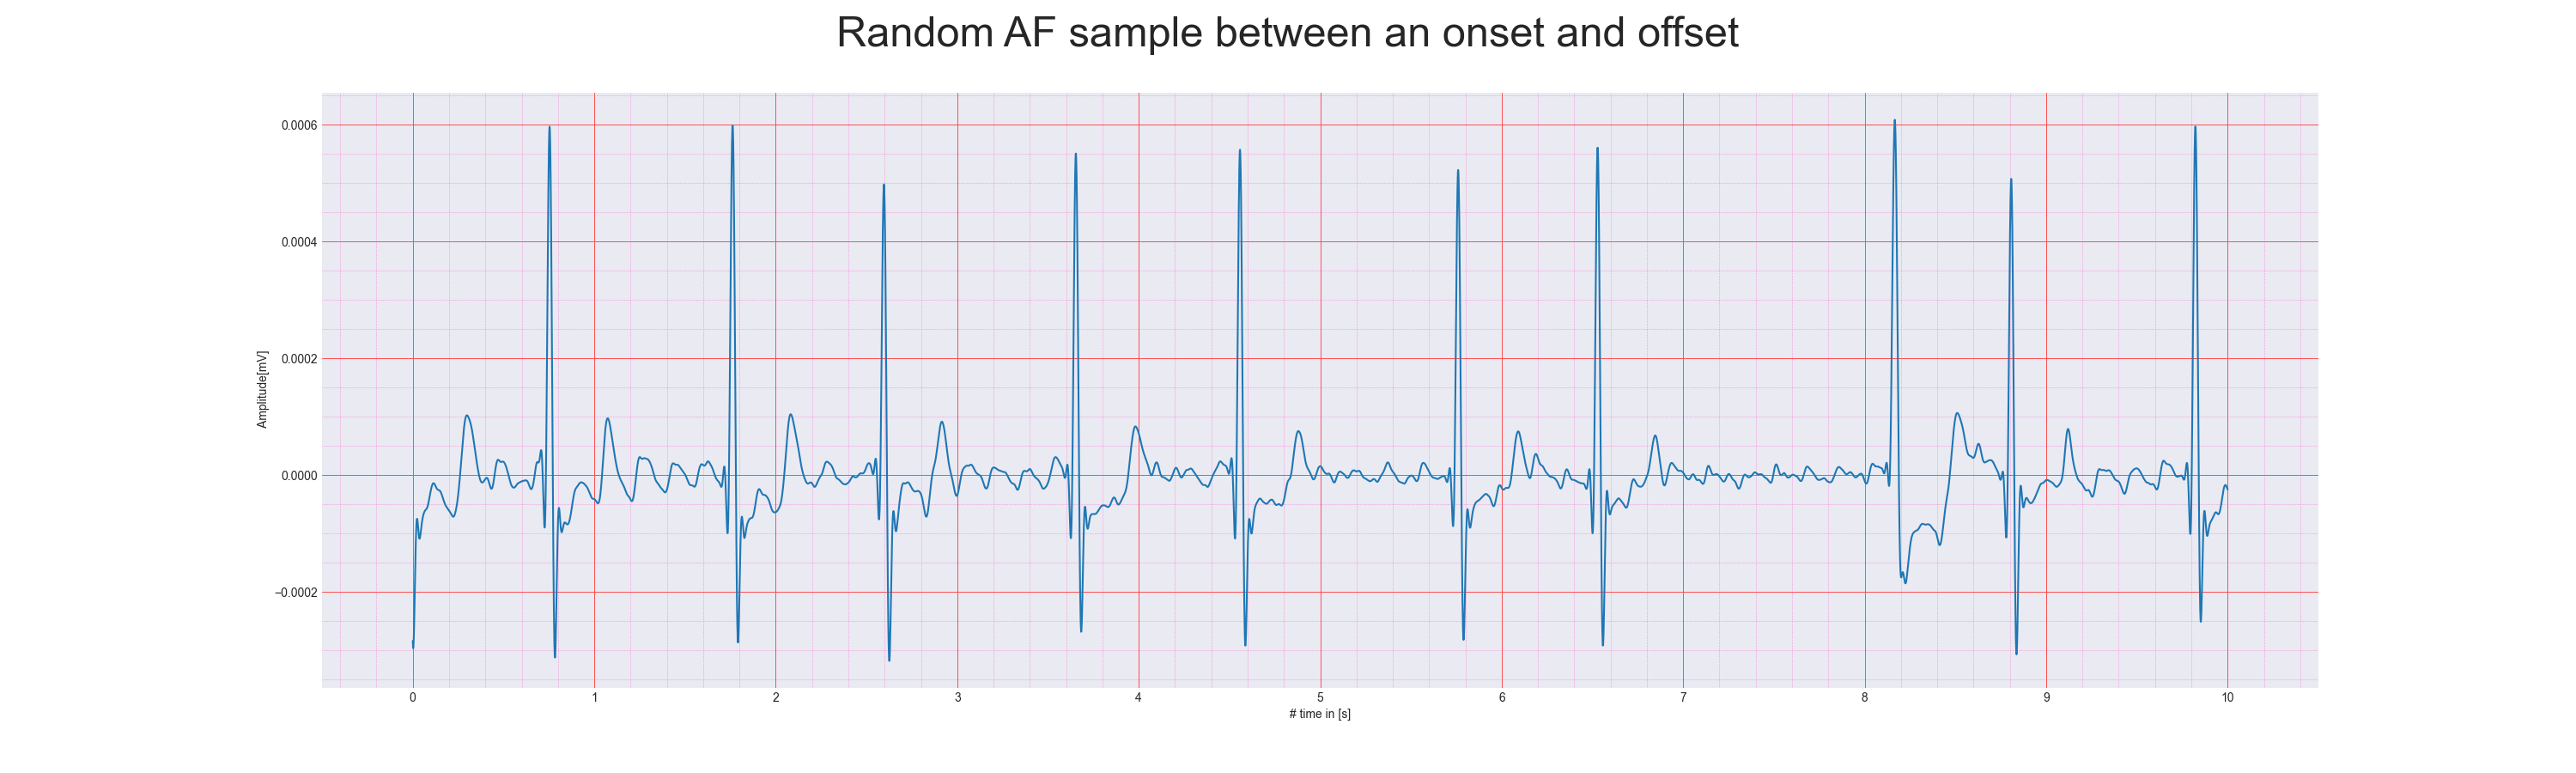 Random AF sample between an onset and offset
0.0006
0.0004
0.0002
0.0000
−0.0002
Amplitude[mV]
0 1 2 3 4 5 6 7 8 9 10
# time in [s]